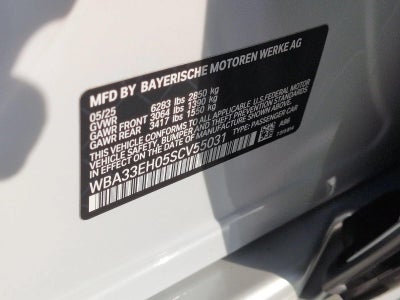 MFD BY BAYERISCHE MOTOREN WERKE AG
05/25
GVWR 6283 lbs 2850 kg
GAWR FRONT 3064 lbs 1390 kg
GAWR REAR 3417 lbs 1550 kg
THIS VEHICLE CONFORMS TO ALL APPLICABLE U.S. FEDERAL MOTOR
VEHICLE SAFETY, BUMPER AND THEFT PREVENTION STANDARDS
IN EFFECT ON THE DATE OF MANUFACTURE SHOWN ABOVE.
WBA33EH05SCV55031 TYPE: PASSENGER CAR
A96